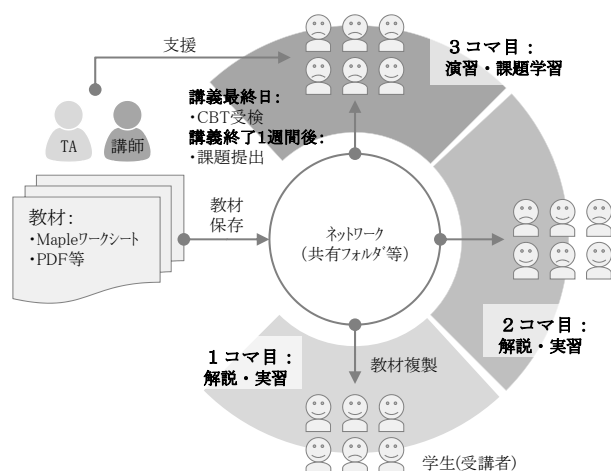 支援
3コマ目：
演習・課題学習
講義最終日：
・CBT受検
講義終了1週間後：
・課題提出
TA
講師
教材：
・Mapleワークシート
・PDF等
教材
保存
ネットワーク
(共有フォルダ等)
2コマ目：
解説・実習
1コマ目：
解説・実習
教材複製
学生(受講者)